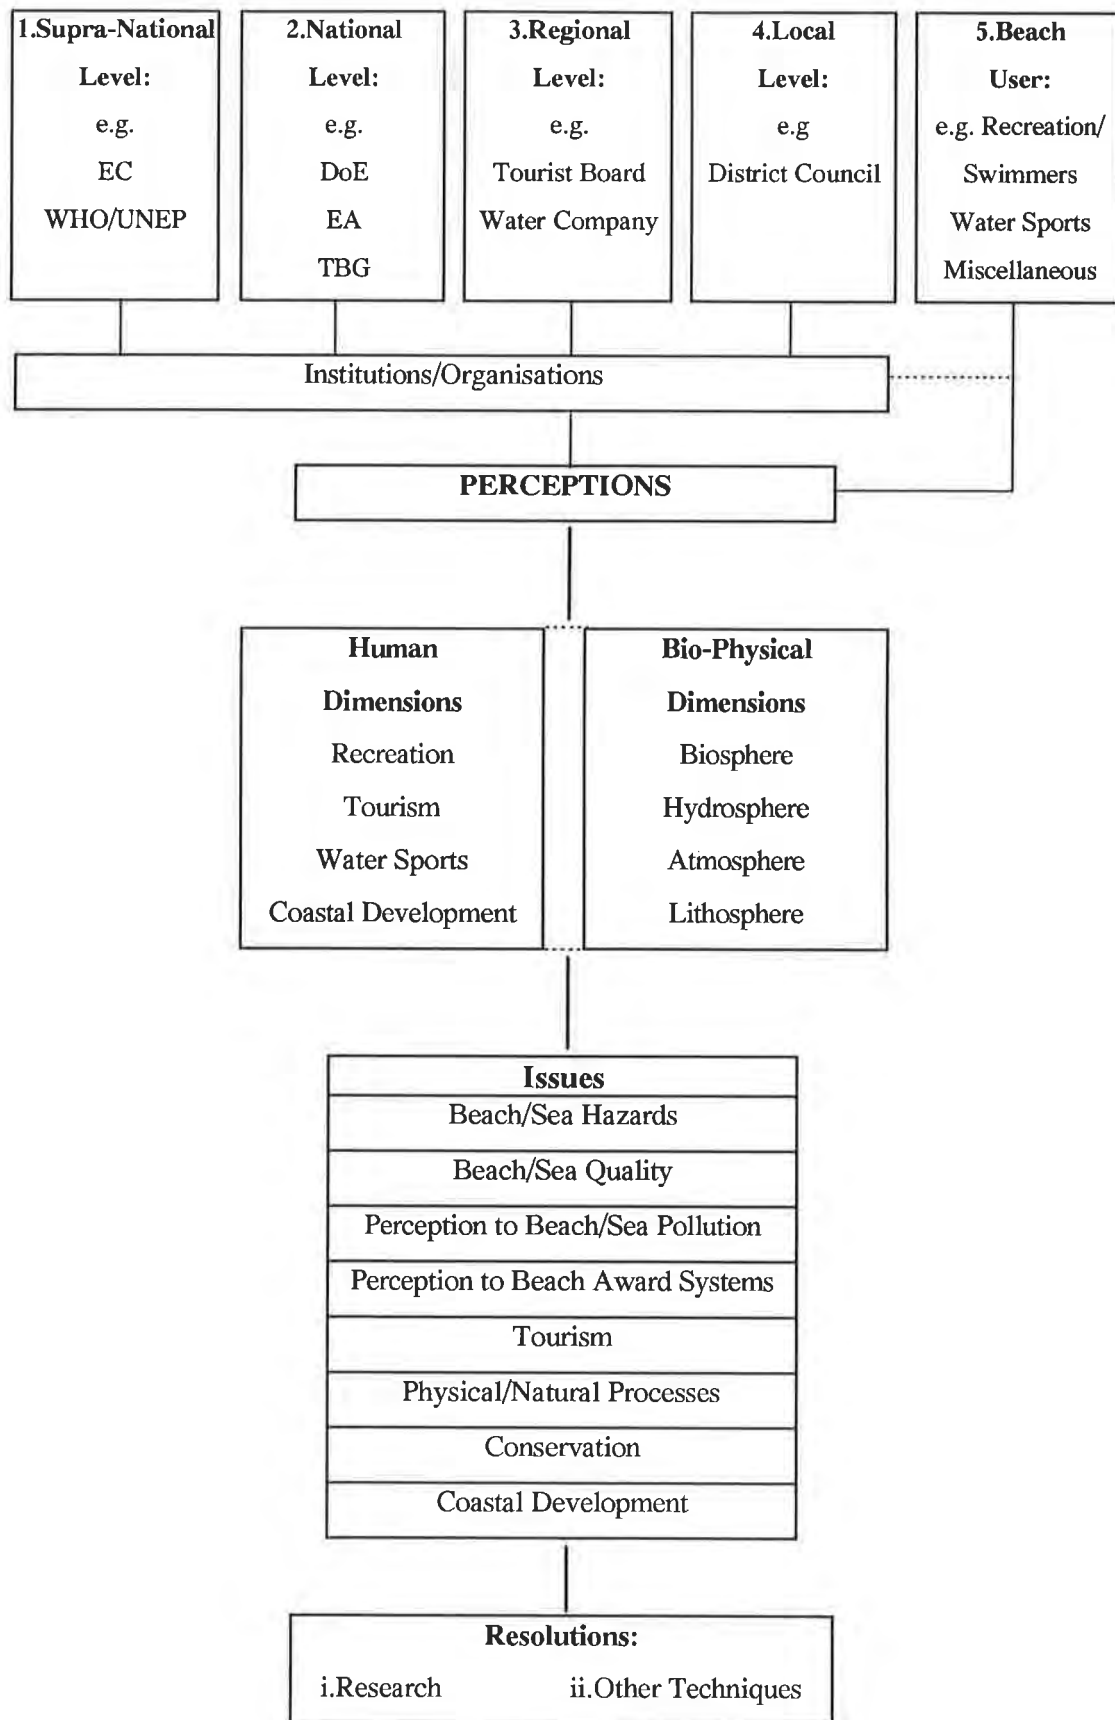 1.Supra-National
Level:
e.g.
EC
WHO/UNEP
2.National
Level:
e.g.
DoE
EA
TBG
3.Regional
Level:
e.g.
Tourist Board
Water Company
4.Local
Level:
e.g
District Council
5.Beach
User:
e.g. Recreation/
Swimmers
Water Sports
Miscellaneous
Institutions/Organisations
PERCEPTIONS
Human
Dimensions
Recreation
Tourism
Water Sports
Coastal Development
Bio-Physical
Dimensions
Biosphere
Hydrosphere
Atmosphere
Lithosphere
Issues
Beach/Sea Hazards
Beach/Sea Quality
Perception to Beach/Sea Pollution
Perception to Beach Award Systems
Tourism
Physical/Natural Processes
Conservation
Coastal Development
Resolutions:
i.Research ii.Other Techniques